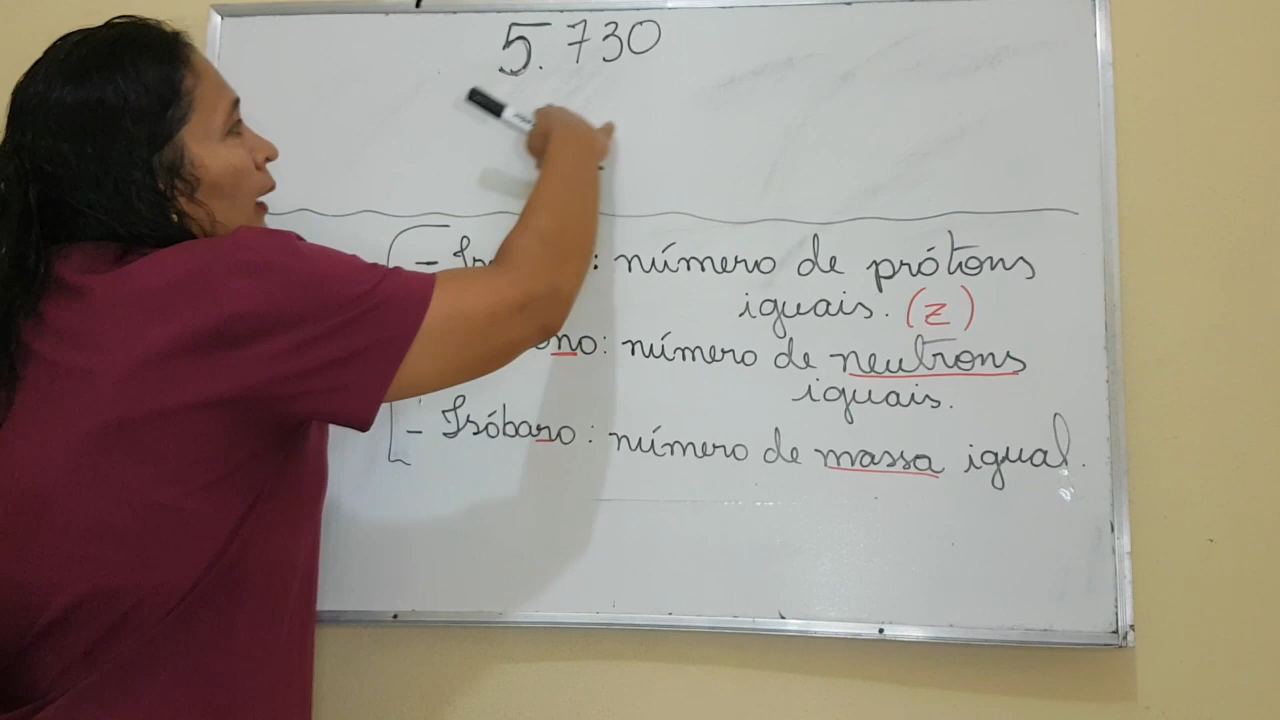 5.730
: número de prótons
iguais. (Z)
no: número de neutrons
iguais.
- Isóbaro: número de massa igual.